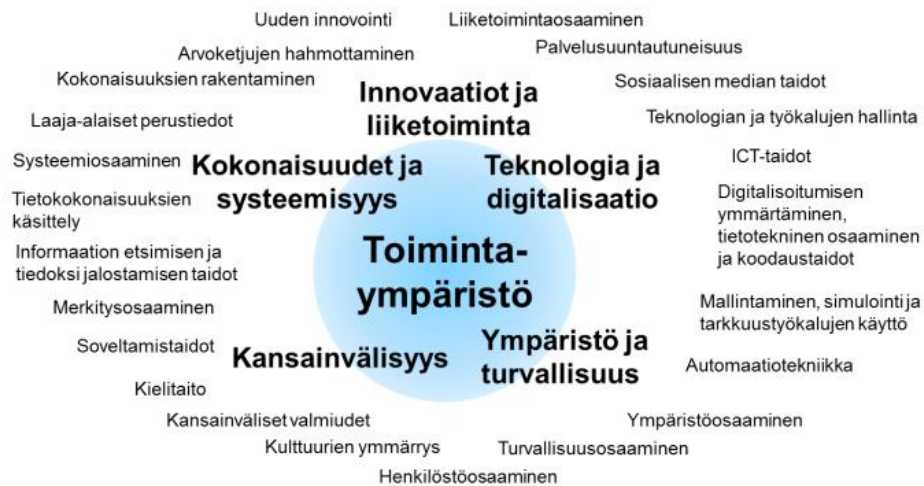 Uuden innovointi
Liiketoimintaosaaminen
Arvoketjujen hahmottaminen
Palvelusuuntautuneisuus
Kokonaisuuksien rakentaminen
Sosiaalisen median taidot
Innovaatiot ja
liiketoiminta
Laaja-alaiset perustiedot
Teknologian ja työkalujen hallinta
Systeemiosaaminen
Kokonaisuudet ja
systeemisyys
Teknologia ja
digitalisaatio
ICT-taidot
Tietokokonaisuuksien
käsittely
Digitalisoitumisen
ymmärtäminen,
tietotekninen osaaminen
ja koodaustaidot
Informaation etsimisen ja
tiedoksi jalostamisen taidot
Toiminta-
ympäristö
Merkitysosaaminen
Mallintaminen, simulointi ja
tarkkuustyökalujen käyttö
Soveltamistaidot
Kansainvälisyys
Ympäristö ja
turvallisuus
Automaatiotekniikka
Kielitaito
Kansainväliset valmiudet
Ympäristöosaaminen
Kulttuurien ymmärrys
Turvallisuusosaaminen
Henkilöstöosaaminen